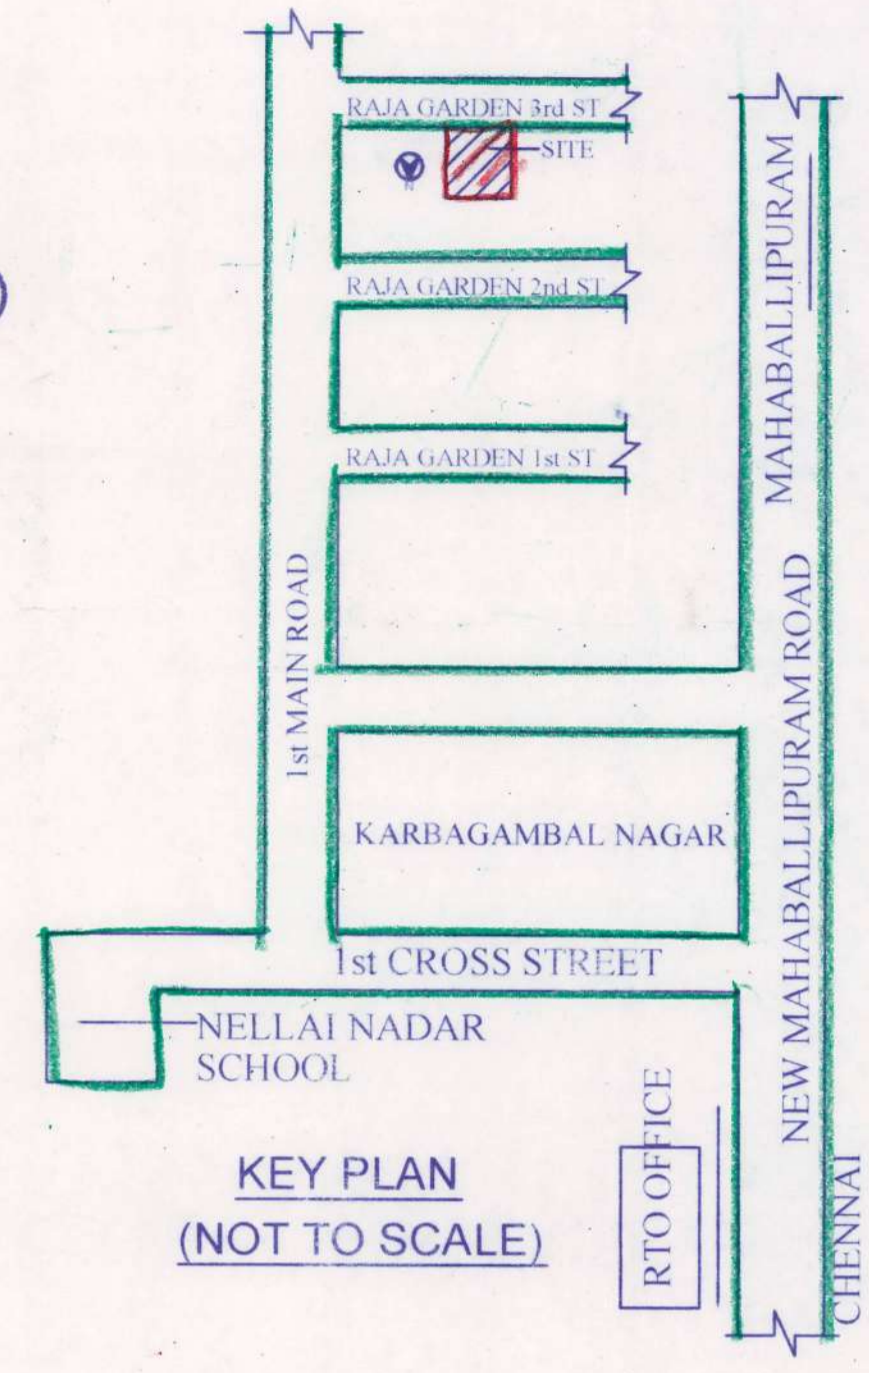 RAJA GARDEN 3rd ST
SITE
N
RAJA GARDEN 2nd ST
RAJA GARDEN 1st ST
MAHABALLIPURAM
1st MAIN ROAD
NEW MAHABALLIPURAM ROAD
KARBAGAMBAL NAGAR
1st CROSS STREET
NELLAI NADAR
SCHOOL
RTO OFFICE
CHENNAI
KEY PLAN
(NOT TO SCALE)